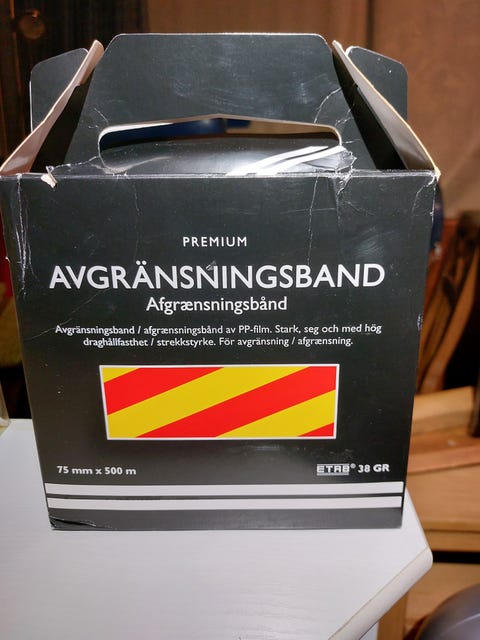 PREMIUM
AVGRÄNSNINGSBAND
Afgrænsningsbånd
Avgränsningsband / afgrænsningsbånd av PP-film. Stark, seg och med hög
draghållfasthet / strekkstyrke. För avgränsning / afgrænsning.
75 mm x 500 m
ETAB® 38 GR